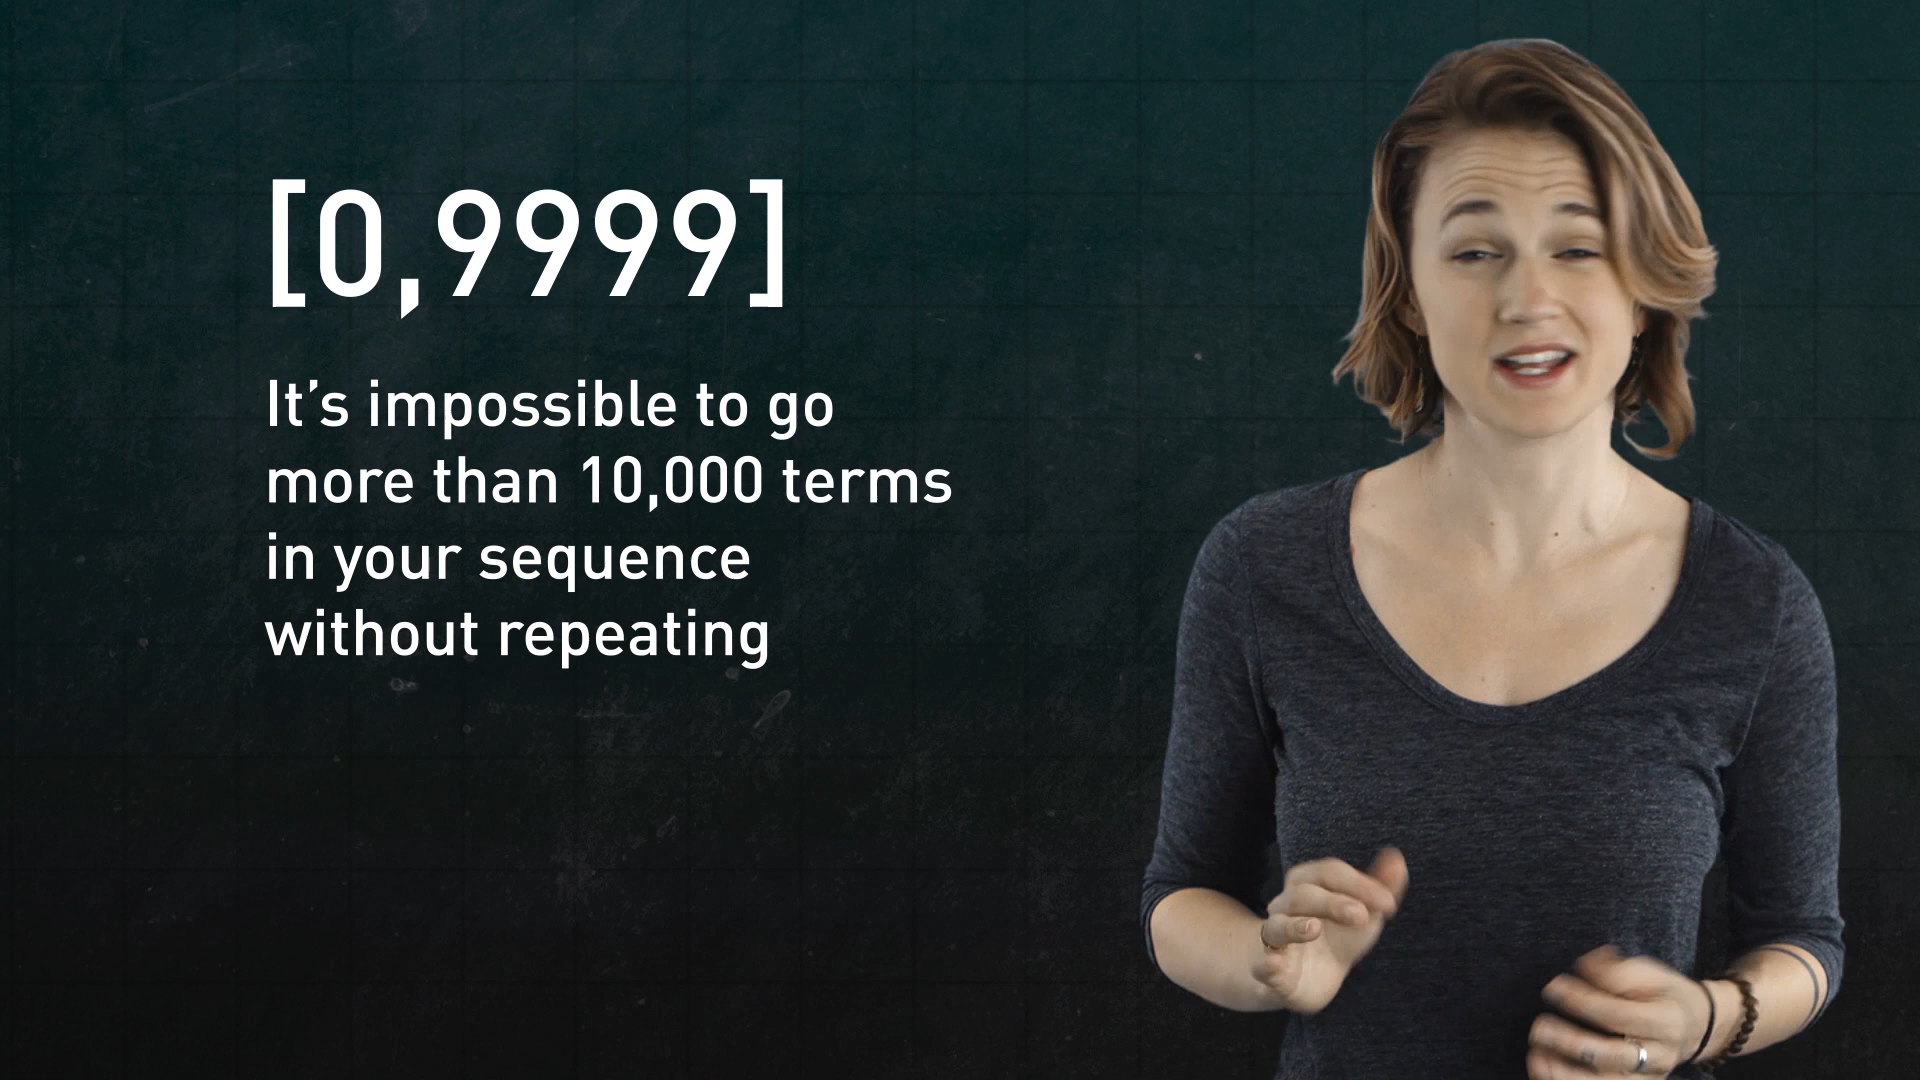 [0,9999]
It’s impossible to go
more than 10,000 terms
in your sequence
without repeating